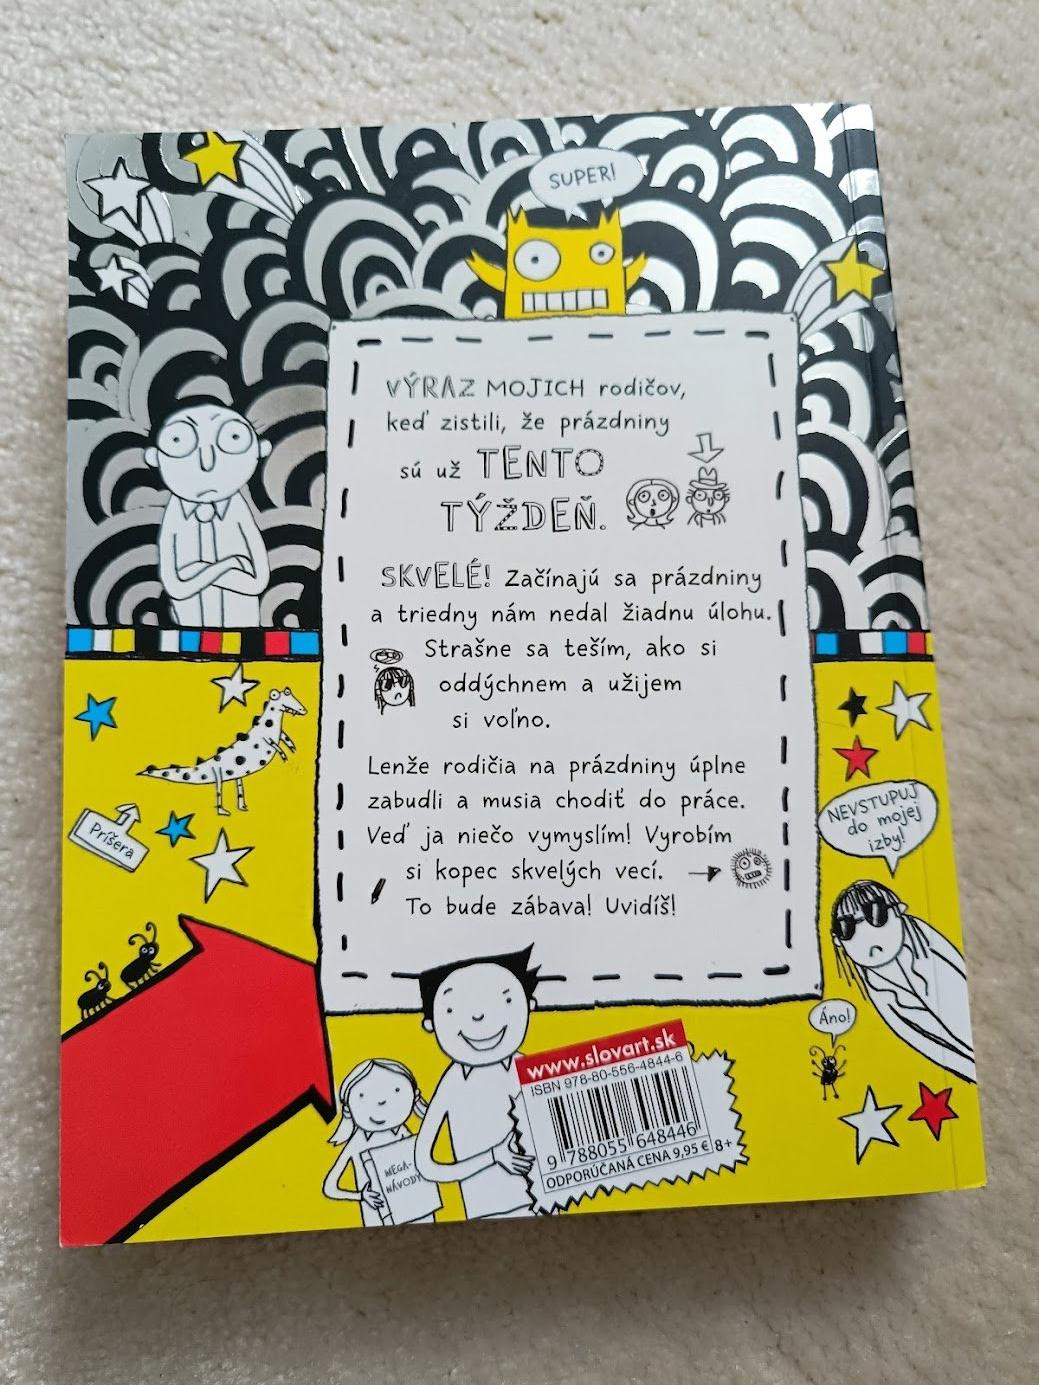 SUPER!
VÝRAZ MOJICH rodičov,
keď zistili, že prázdniny
sú už TENTO
TÝŽDEŇ.
SKVELÉ! Začínajú sa prázdniny
a triedny nám nedal žiadnu úlohu.
Strašne sa teším, ako si
oddýchnem a užijem
si voľno.
Lenže rodičia na prázdniny úplne
zabudli a musia chodiť do práce.
Veď ja niečo vymyslím! Vyrobím
si kopec skvelých vecí.
To bude zábava! Uvidíš!
Príšera
NEVSTUPUJ
do mojej
izby!
Áno!
MEGA-
NÁVODY
www.slovart.sk
ISBN 978-80-556-4844-6
9 788055 648446
ODPORÚČANÁ CENA 9,95 € 8+